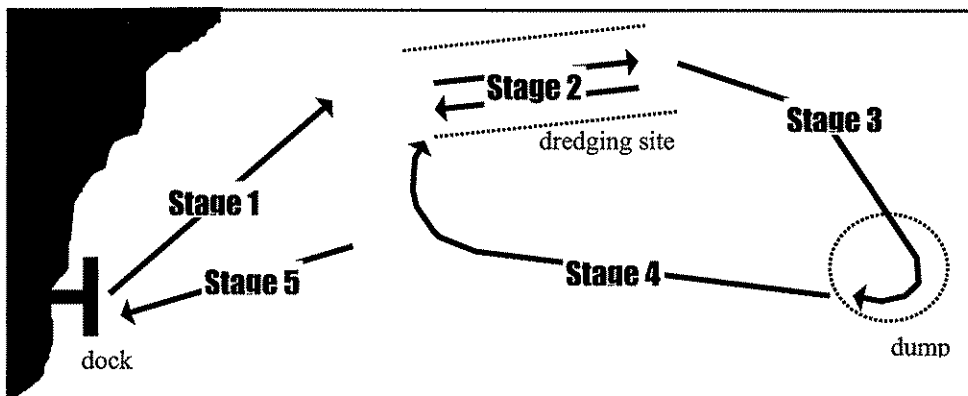 Stage 2
Stage 3
dredging site
Stage 1
Stage 4
Stage 5
dock
dump